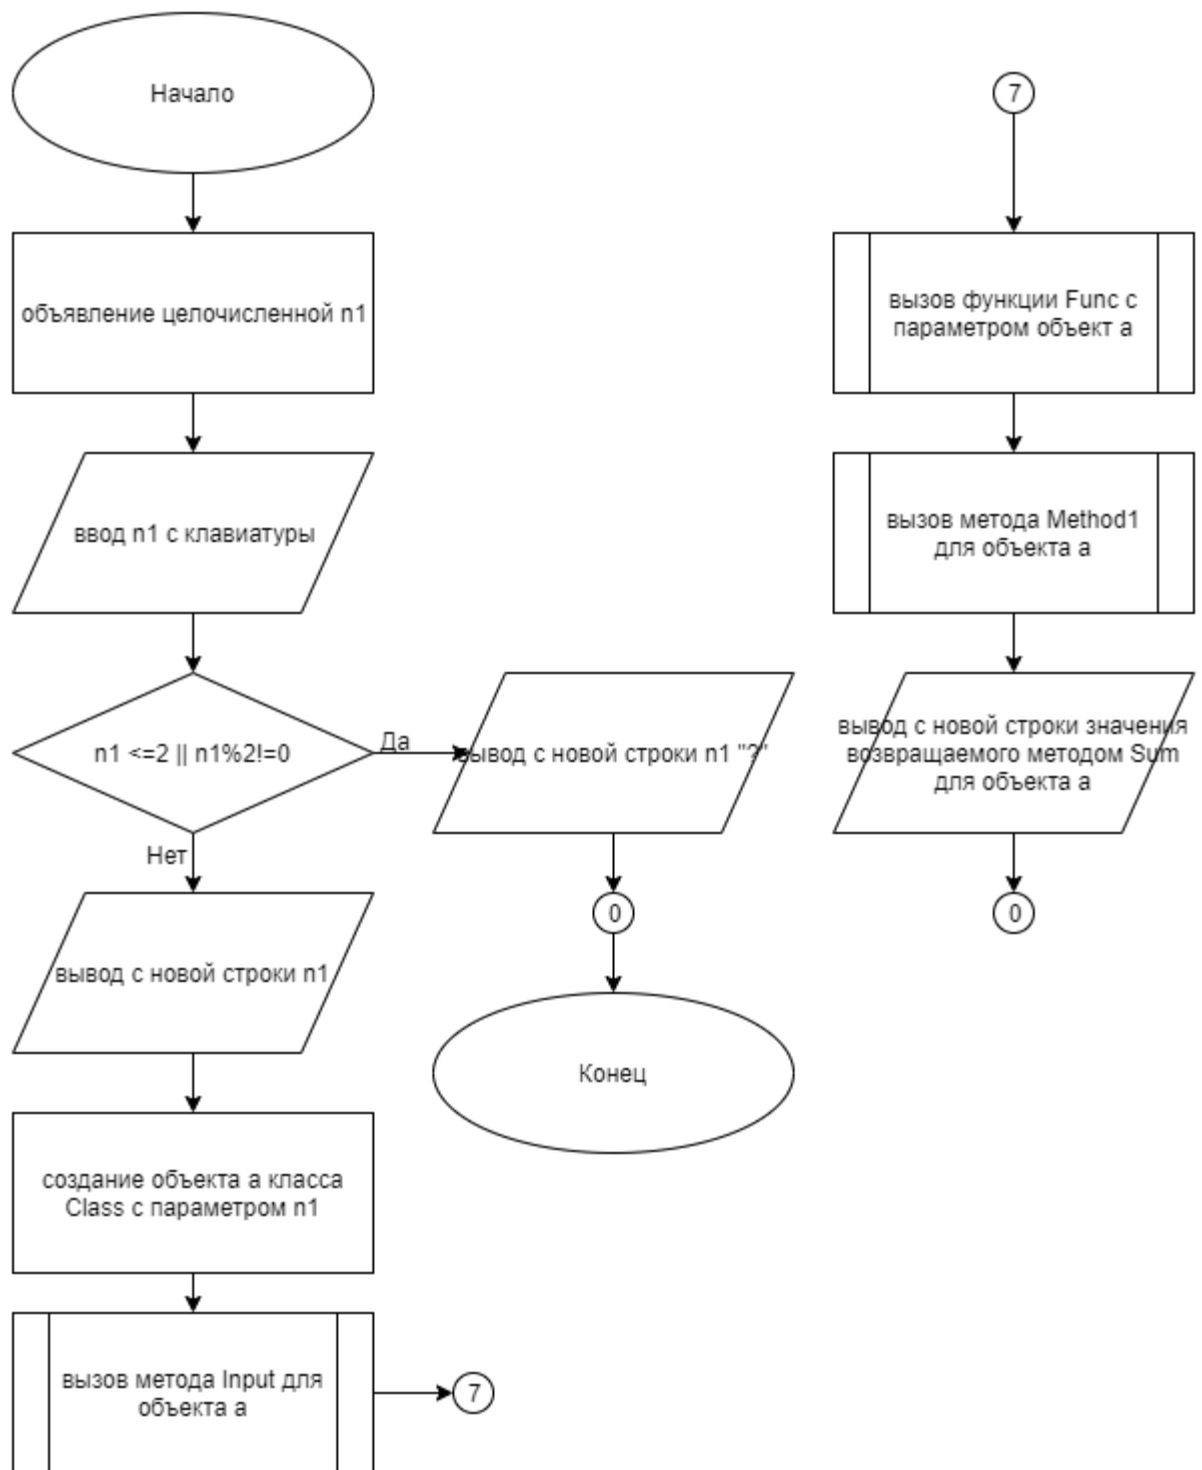 Начало
объявление целочисленной n1
ввод n1 с клавиатуры
n1 <=2 || n1%2!=0
Да
вывод с новой строки n1 "?"
Нет
0
вывод с новой строки n1
Конец
создание объекта a класса
Class с параметром n1
вызов метода Input для
объекта a
7
7
вызов функции Func с
параметром объект a
вызов метода Method1
для объекта a
вывод с новой строки значения
возвращаемого методом Sum
для объекта a
0